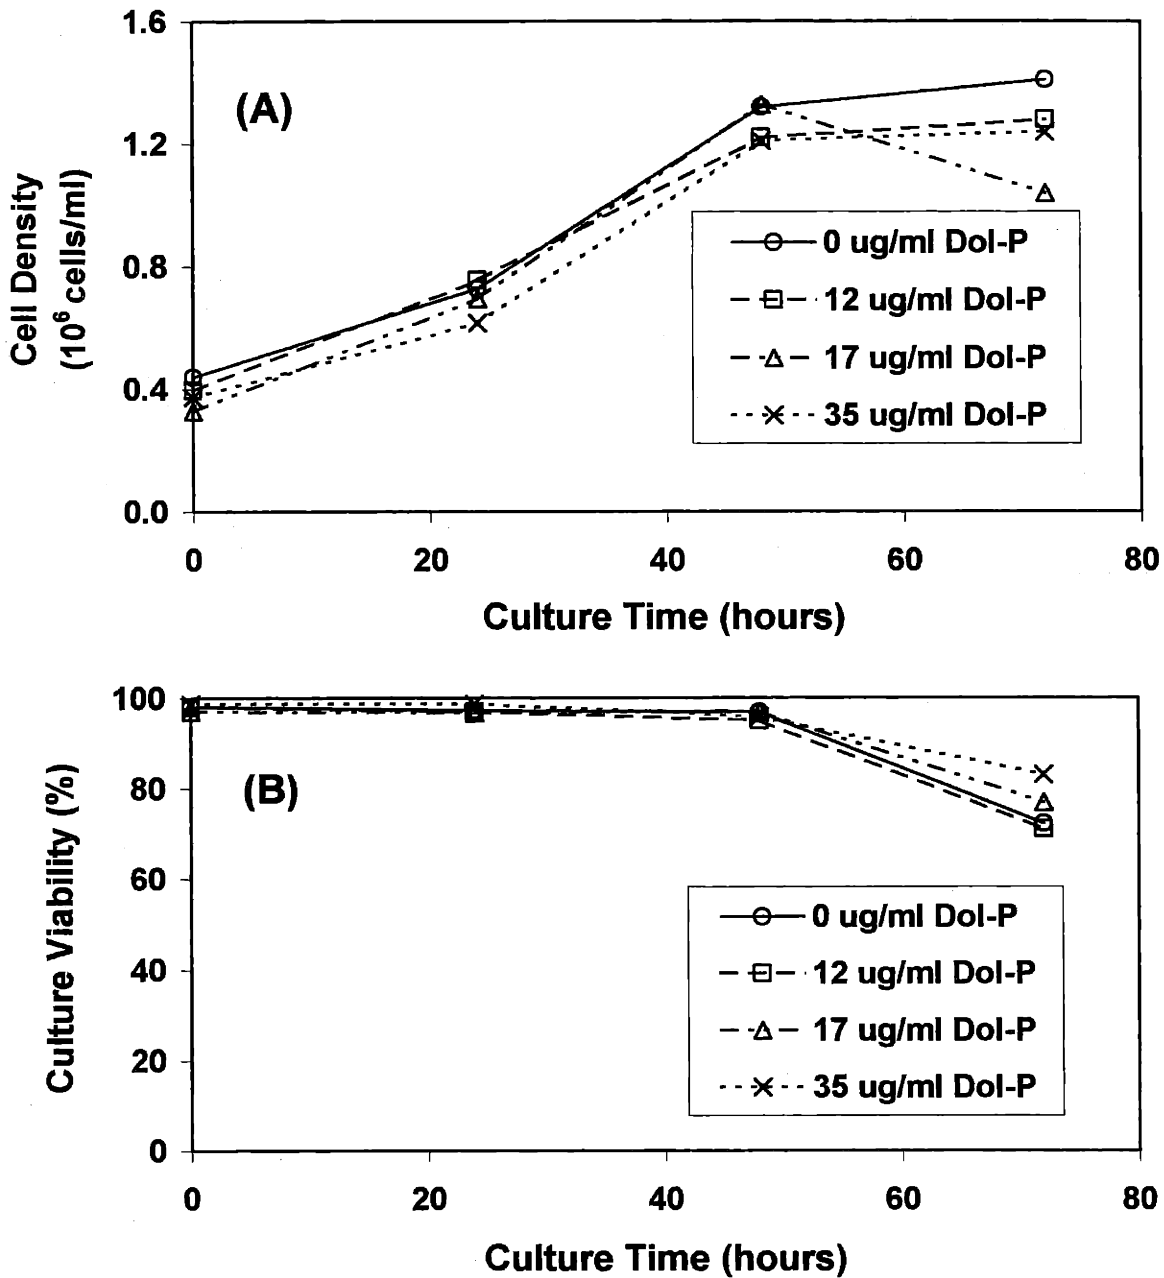 1.6
(A)
1.2
Cell Density
(10⁶ cells/ml)
0.8
0.4
0.0
0 ug/ml Dol-P
12 ug/ml Dol-P
17 ug/ml Dol-P
35 ug/ml Dol-P
0 20 40 60 80
Culture Time (hours)
100
80
(B)
Culture Viability (%)
60
40
20
0
0 ug/ml Dol-P
12 ug/ml Dol-P
17 ug/ml Dol-P
35 ug/ml Dol-P
0 20 40 60 80
Culture Time (hours)